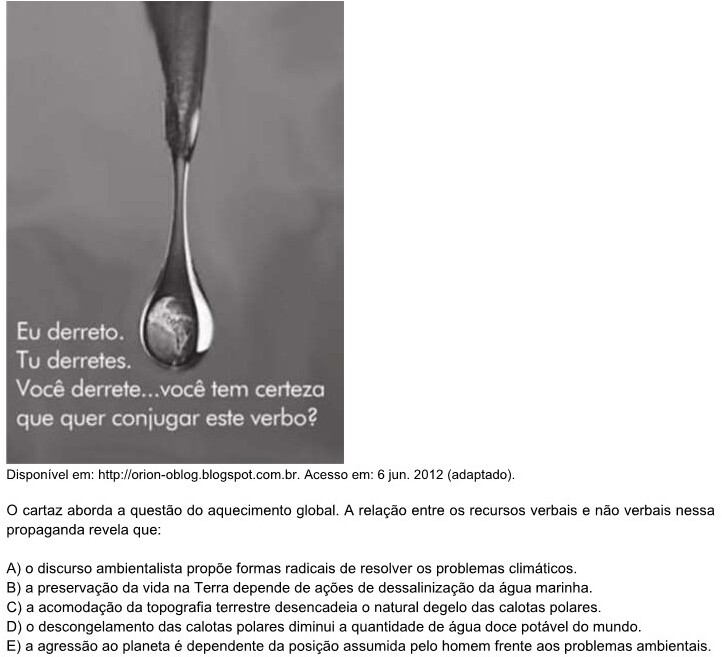 Eu derreto.
Tu derretes.
Você derrete...você tem certeza
que quer conjugar este verbo?
Disponível em: http://orion-oblog.blogspot.com.br. Acesso em: 6 jun. 2012 (adaptado).
O cartaz aborda a questão do aquecimento global. A relação entre os recursos verbais e não verbais nessa
propaganda revela que:
A) o discurso ambientalista propõe formas radicais de resolver os problemas climáticos.
B) a preservação da vida na Terra depende de ações de dessalinização da água marinha.
C) a acomodação da topografia terrestre desencadeia o natural degelo das calotas polares.
D) o descongelamento das calotas polares diminui a quantidade de água doce potável do mundo.
E) a agressão ao planeta é dependente da posição assumida pelo homem frente aos problemas ambientais.